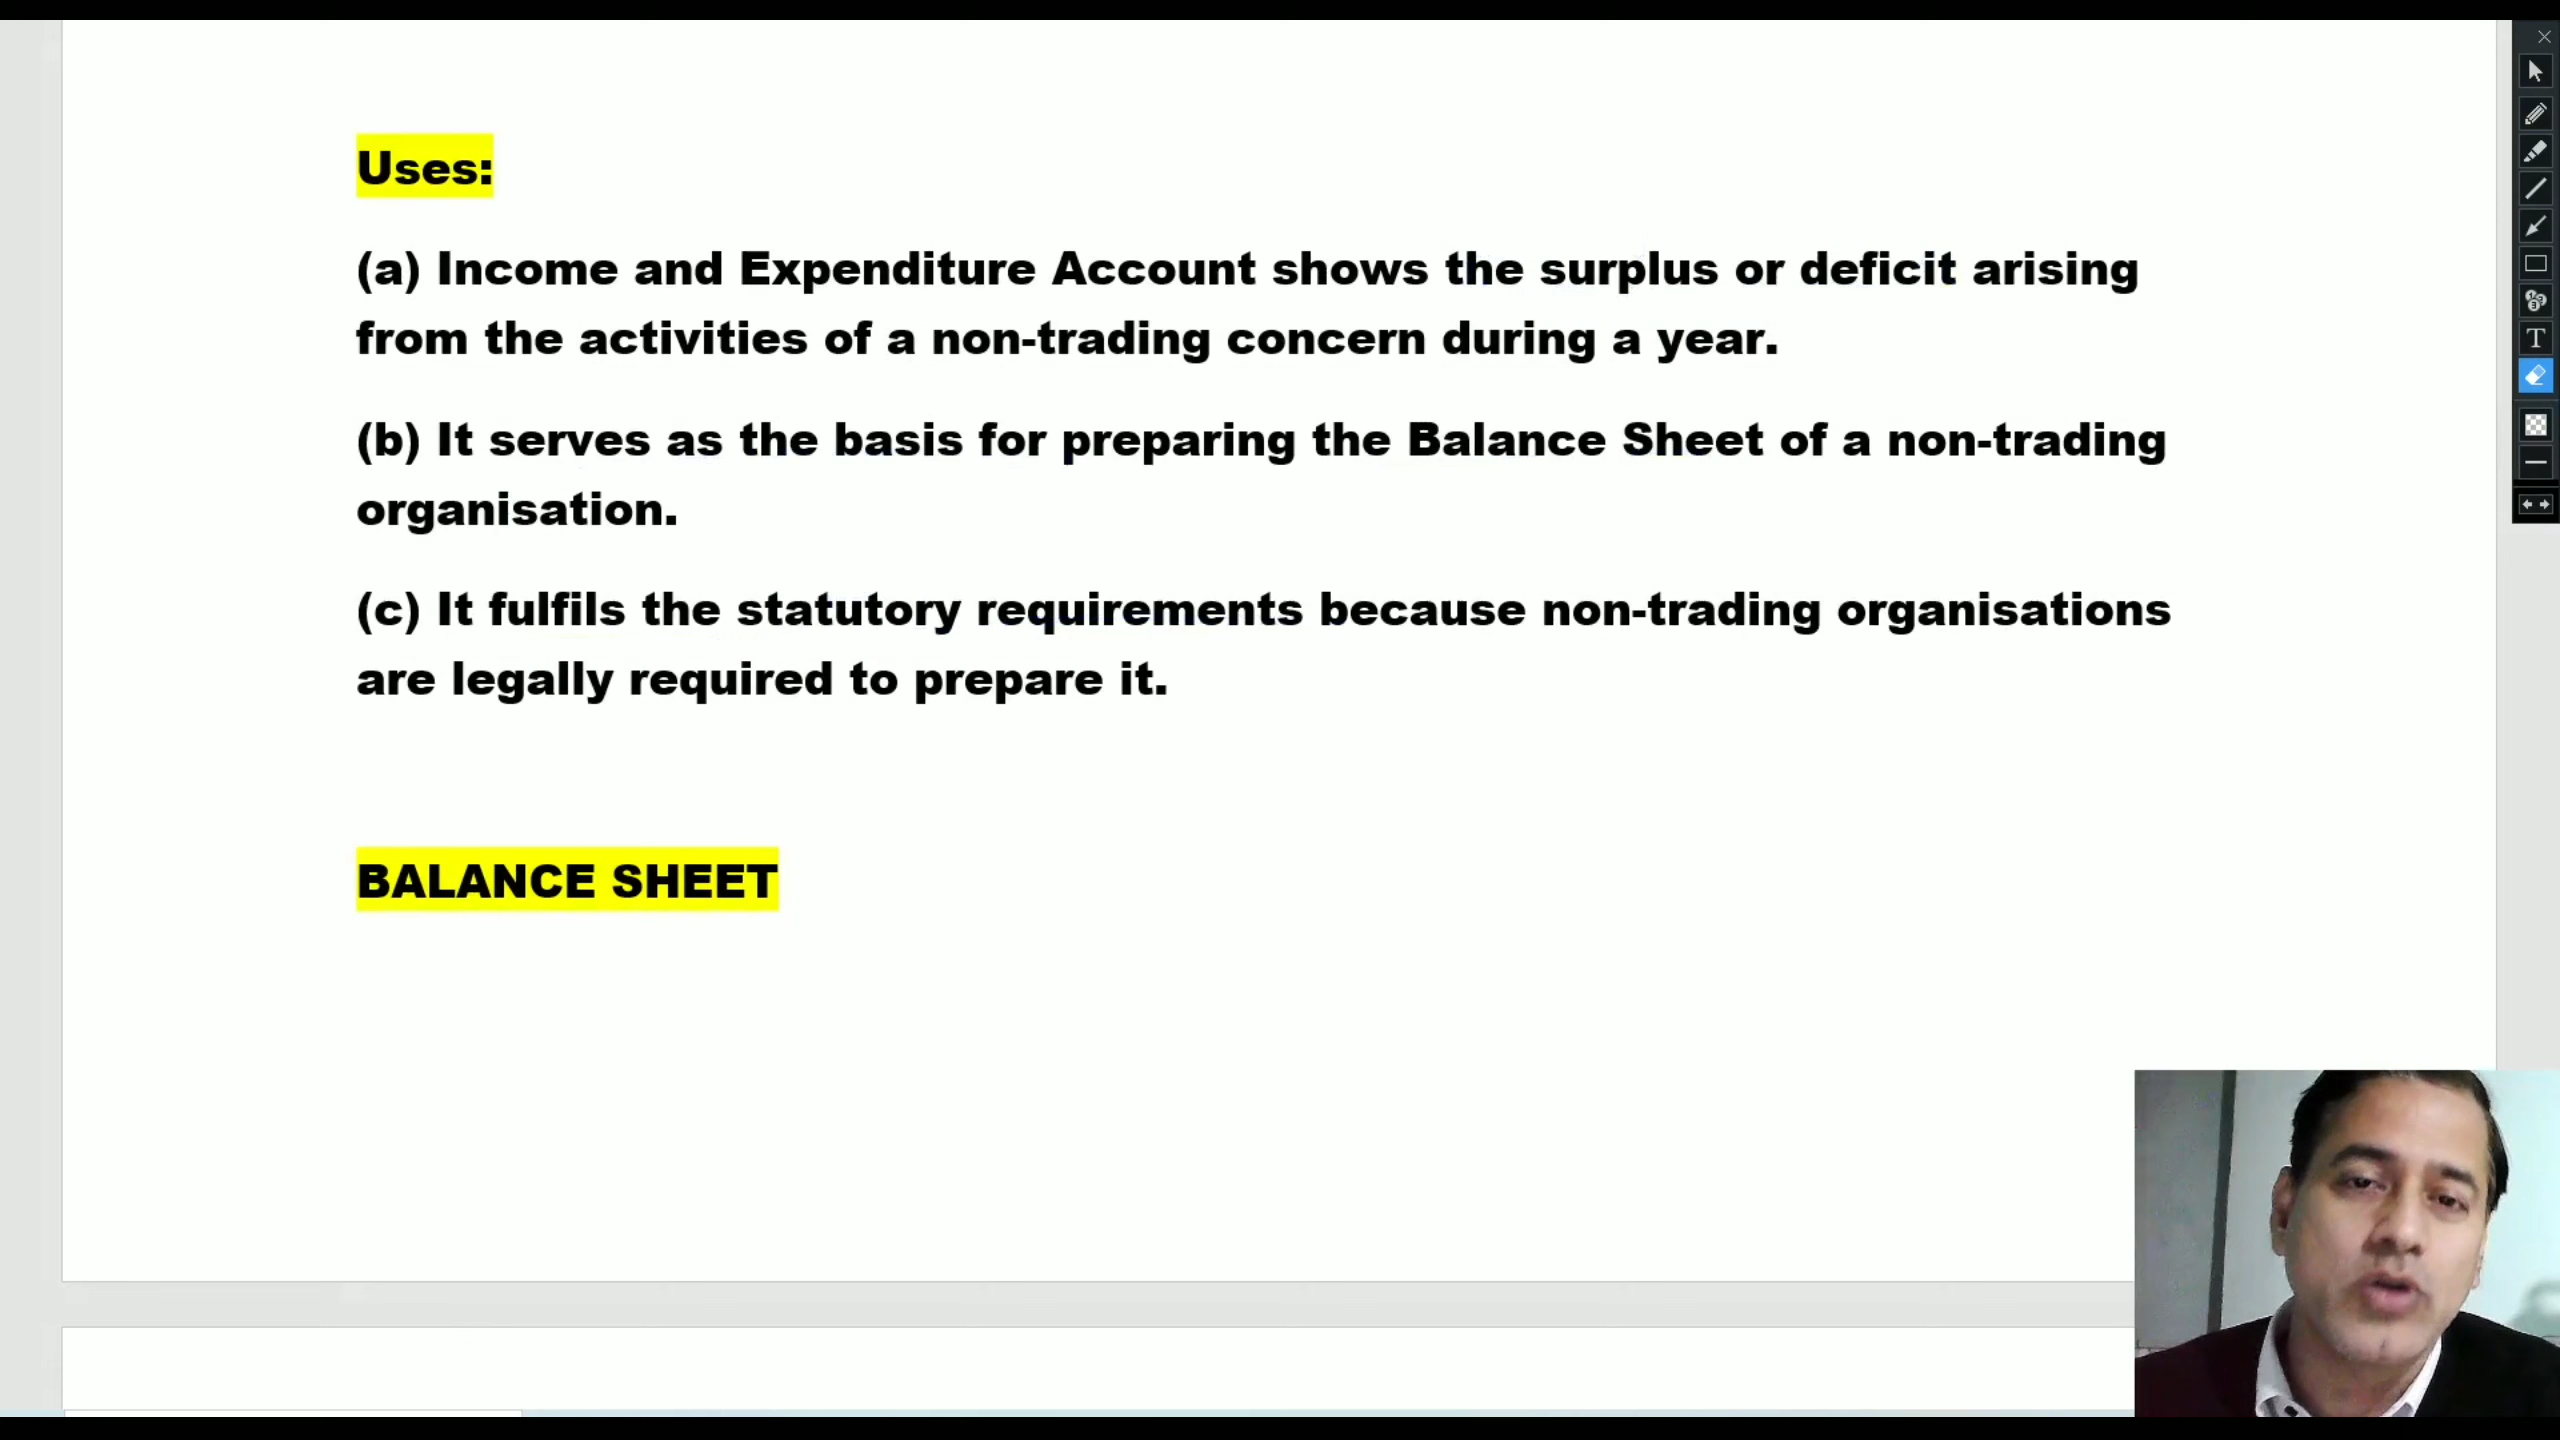 Uses:
(a) Income and Expenditure Account shows the surplus or deficit arising
from the activities of a non-trading concern during a year.
(b) It serves as the basis for preparing the Balance Sheet of a non-trading
organisation.
(c) It fulfils the statutory requirements because non-trading organisations
are legally required to prepare it.
BALANCE SHEET